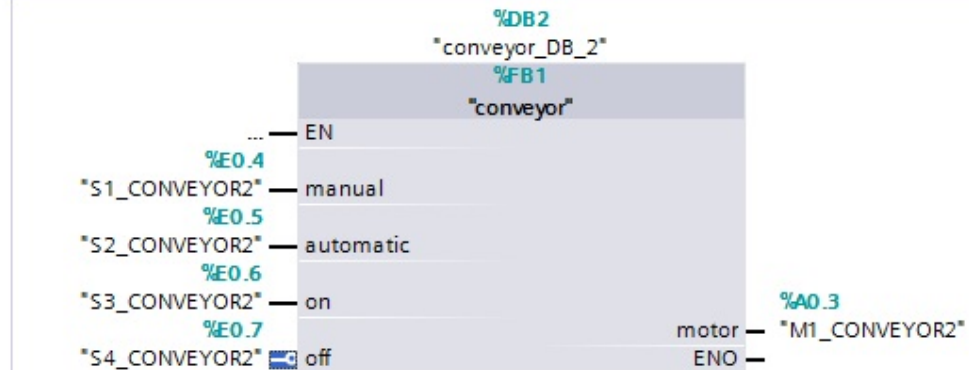 %DB2
"conveyor_DB_2"
%FB1
"conveyor"
... EN
%E0.4
"S1_CONVEYOR2" manual
%E0.5
"S2_CONVEYOR2" automatic
%E0.6
"S3_CONVEYOR2" on
%A0.3
%E0.7
motor "M1_CONVEYOR2"
"S4_CONVEYOR2" off
ENO